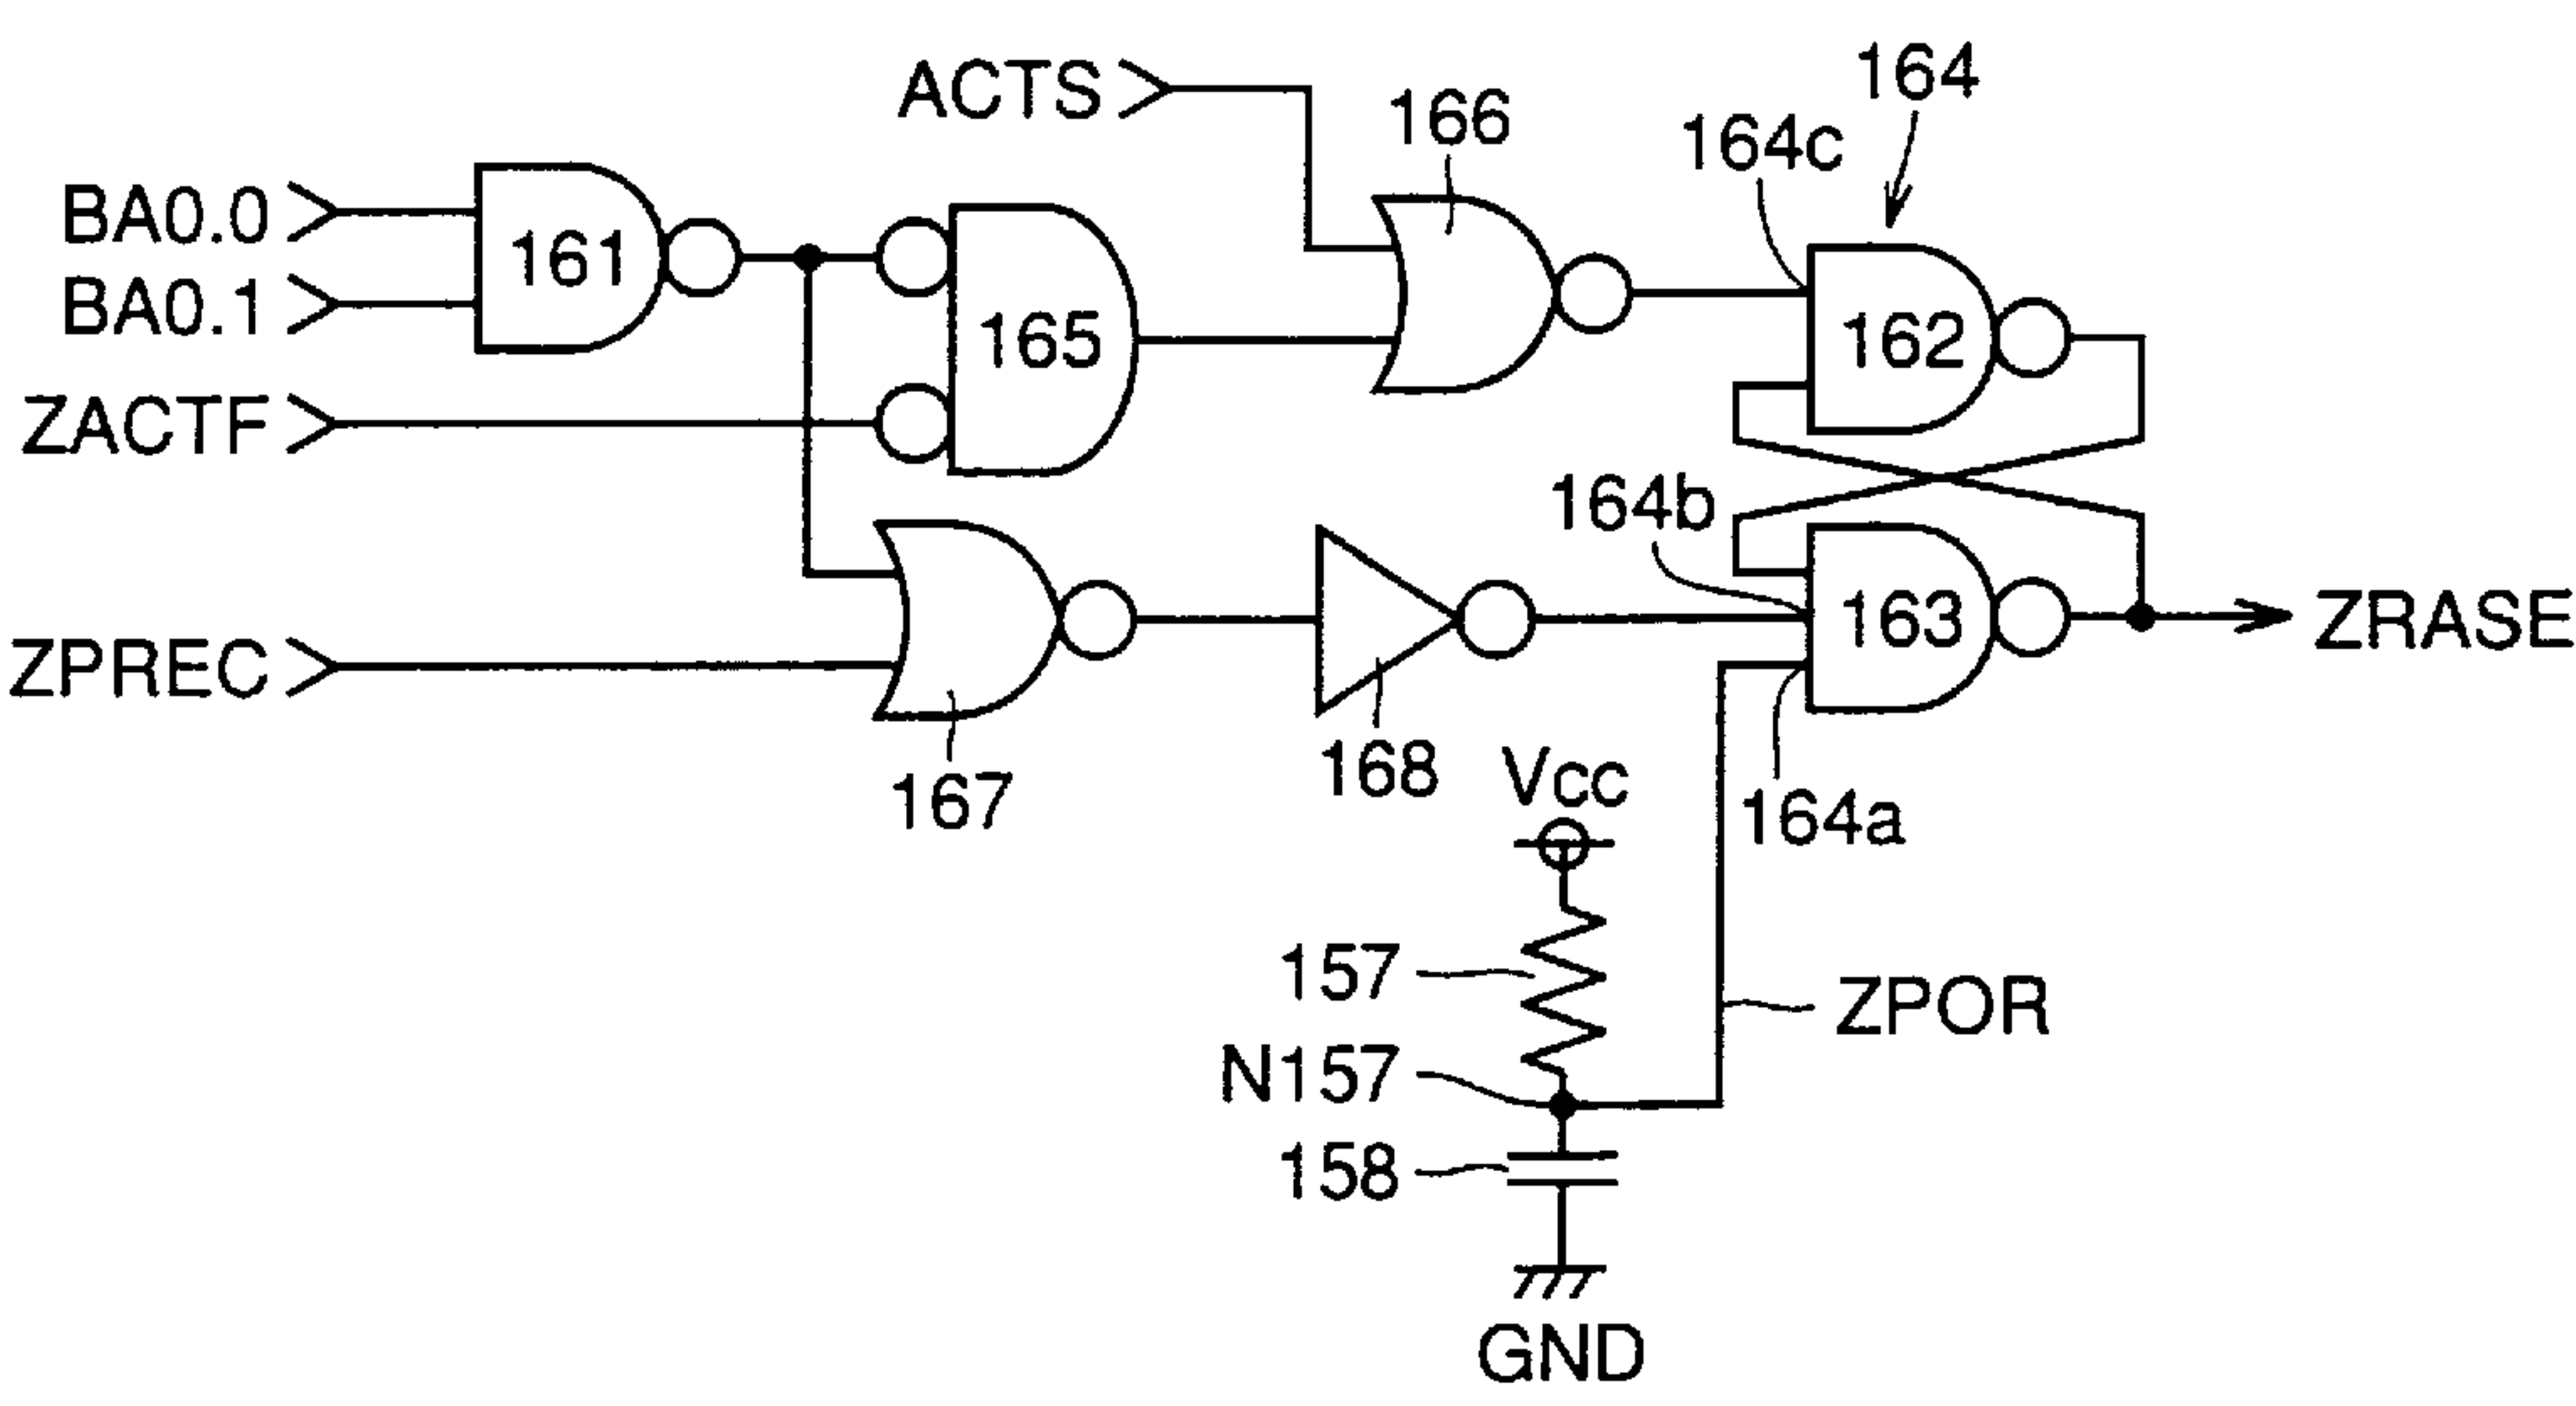 164
ACTS
166
164c
BA0.0
161
BA0.1
165
162
ZACTF
164b
163
ZRASE
ZPREC
167
168
VCC
164a
157
ZPOR
N157
158
GND